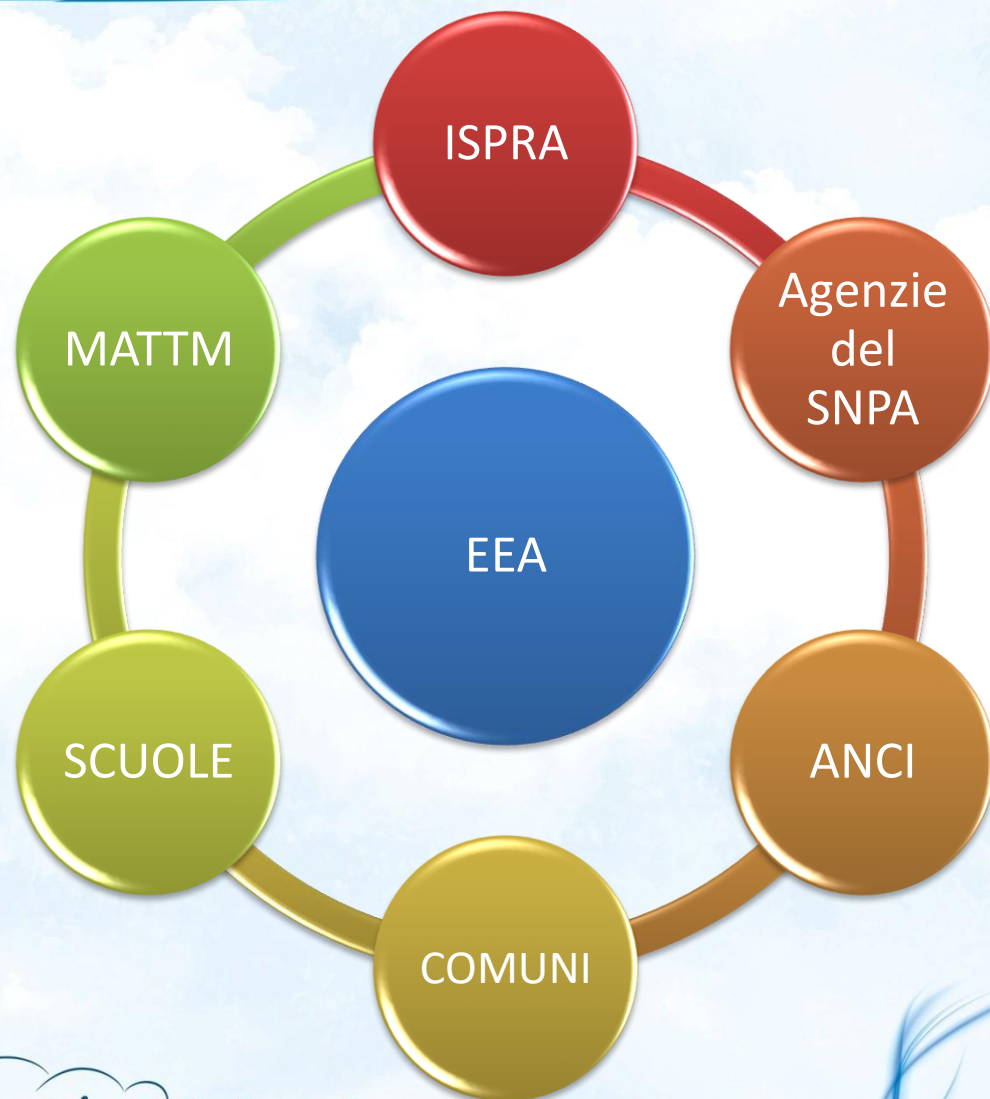 ISPRA
Agenzie
del
SNPA
MATTM
EEA
SCUOLE
ANCI
COMUNI